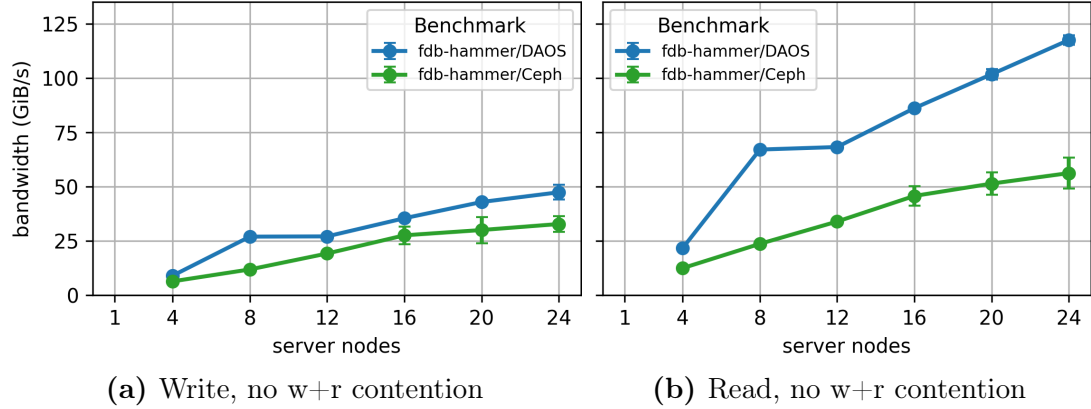 Benchmark
fdb-hammer/DAOS
fdb-hammer/Ceph
bandwidth (GiB/s)
125
100
75
50
25
0
1 4 8 12 16 20 24
server nodes
(a) Write, no w+r contention
Benchmark
fdb-hammer/DAOS
fdb-hammer/Ceph
1 4 8 12 16 20 24
server nodes
(b) Read, no w+r contention